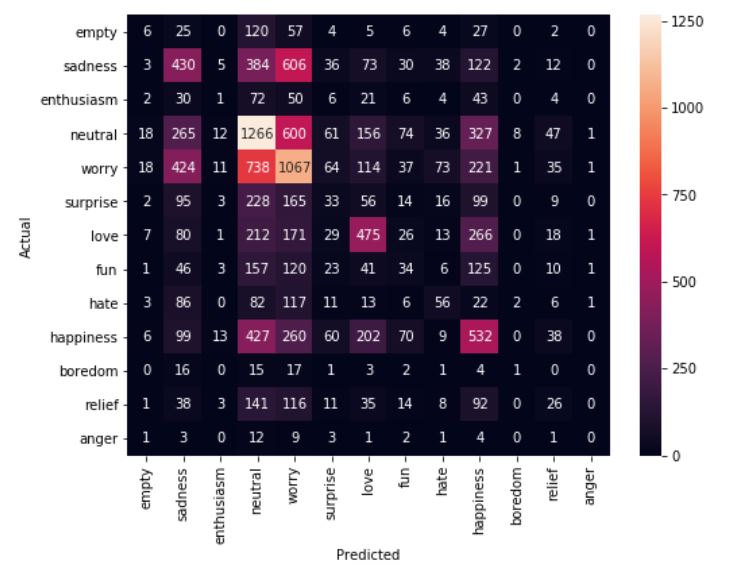 empty 6 25 0 120 57 4 5 6 4 27 0 2 0
sadness 3 430 5 384 606 36 73 30 38 122 2 12 0
enthusiasm 2 30 1 72 50 6 21 6 4 43 0 4 0
neutral 18 265 12 1266 600 61 156 74 36 327 8 47 1
worry 18 424 11 738 1067 64 114 37 73 221 1 35 1
surprise 2 95 3 228 165 33 56 14 16 99 0 9 0
love 7 80 1 212 171 29 475 26 13 266 0 18 1
fun 1 46 3 157 120 23 41 34 6 125 0 10 1
hate 3 86 0 82 117 11 13 6 56 22 2 6 1
happiness 6 99 13 427 260 60 202 70 9 532 0 38 0
boredom 0 16 0 15 17 1 3 2 1 4 1 0 0
relief 1 38 3 141 116 11 35 14 8 92 0 26 0
anger 1 3 0 12 9 3 1 2 1 4 0 1 0
empty sadness enthusiasm neutral worry surprise love fun hate happiness boredom relief anger
Predicted
Actual
1250
1000
750
500
250
0